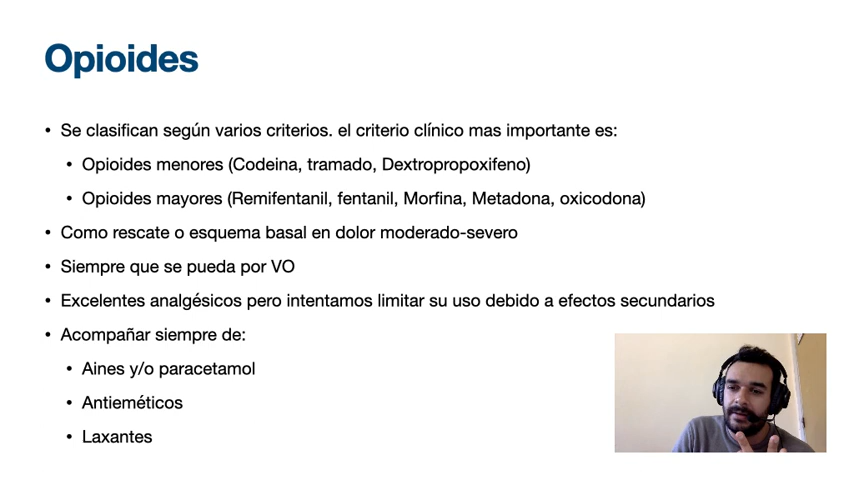 Opioides
• Se clasifican según varios criterios. el criterio clínico mas importante es:
• Opioides menores (Codeina, tramado, Dextropropoxifeno)
• Opioides mayores (Remifentanil, fentanil, Morfina, Metadona, oxicodona)
• Como rescate o esquema basal en dolor moderado-severo
• Siempre que se pueda por VO
• Excelentes analgésicos pero intentamos limitar su uso debido a efectos secundarios
• Acompañar siempre de:
• Aines y/o paracetamol
• Antieméticos
• Laxantes